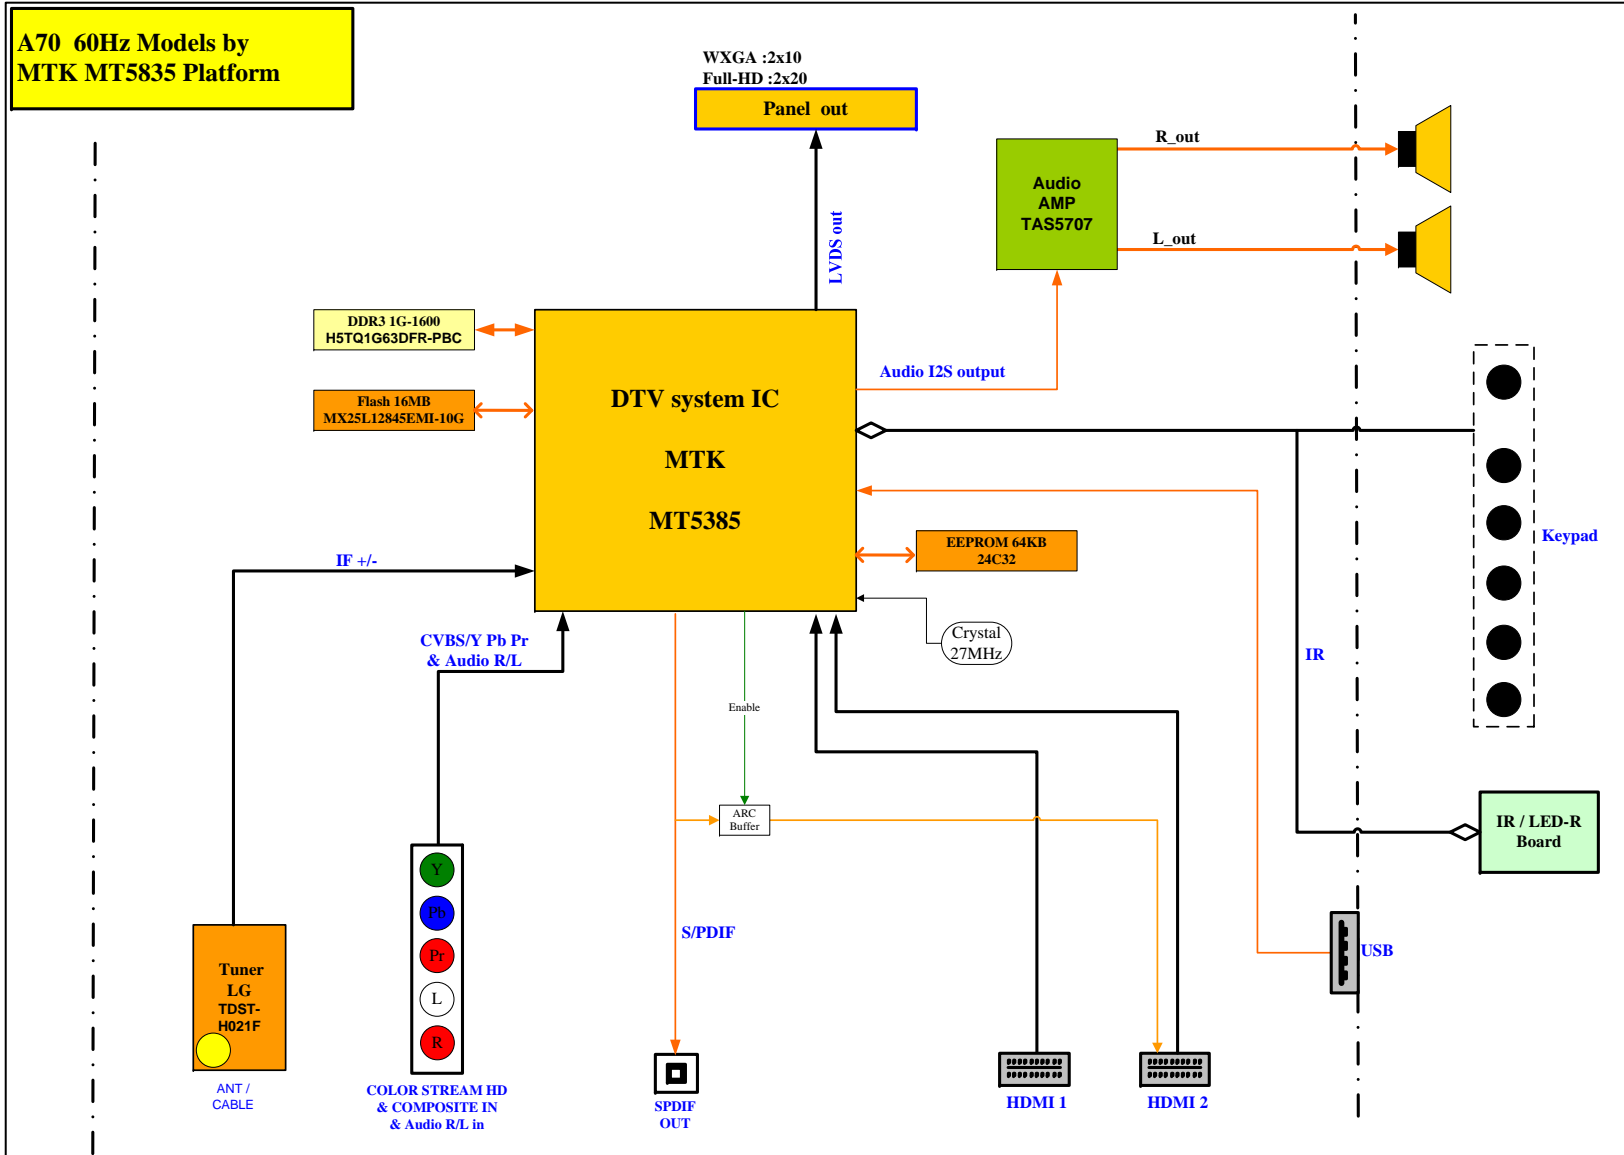 A70  60Hz Models by
MTK MT5835 Platform
WXGA :2x10
Full-HD :2x20
Panel  out
LVDS out
Audio
AMP
TAS5707
R_out
L_out
DDR3 1G-1600
H5TQ1G63DFR-PBC
Flash 16MB
MX25L12845EMI-10G
DTV system IC
MTK
MT5385
Audio I2S output
EEPROM 64KB
24C32
Crystal
27MHz
Keypad
IR
IF +/-
CVBS/Y Pb Pr
& Audio R/L
Enable
ARC
Buffer
IR / LED-R
Board
S/PDIF
USB
Tuner
LG
TDST-
H021F
ANT /
CABLE
Y
Pb
Pr
L
R
COLOR STREAM HD
& COMPOSITE IN
& Audio R/L in
SPDIF
OUT
HDMI 1
HDMI 2